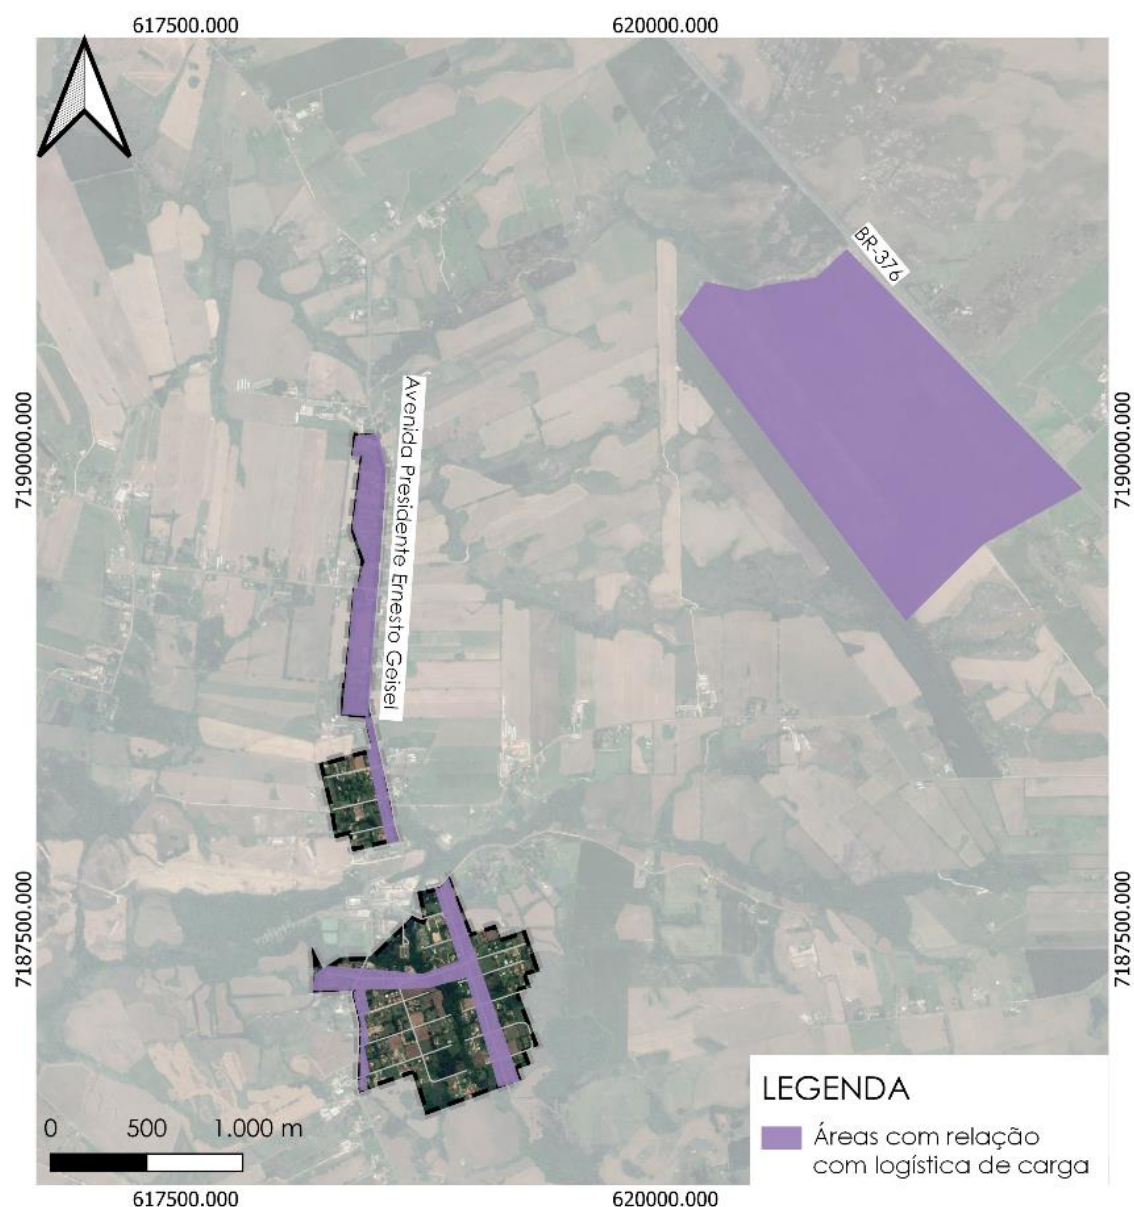 617500.000
620000.000
BR-376
Avenida Presidente Ernesto Geisel
7190000.000
7190000.000
7187500.000
7187500.000
0 500 1.000 m
LEGENDA
Áreas com relação
com logística de carga
617500.000
620000.000